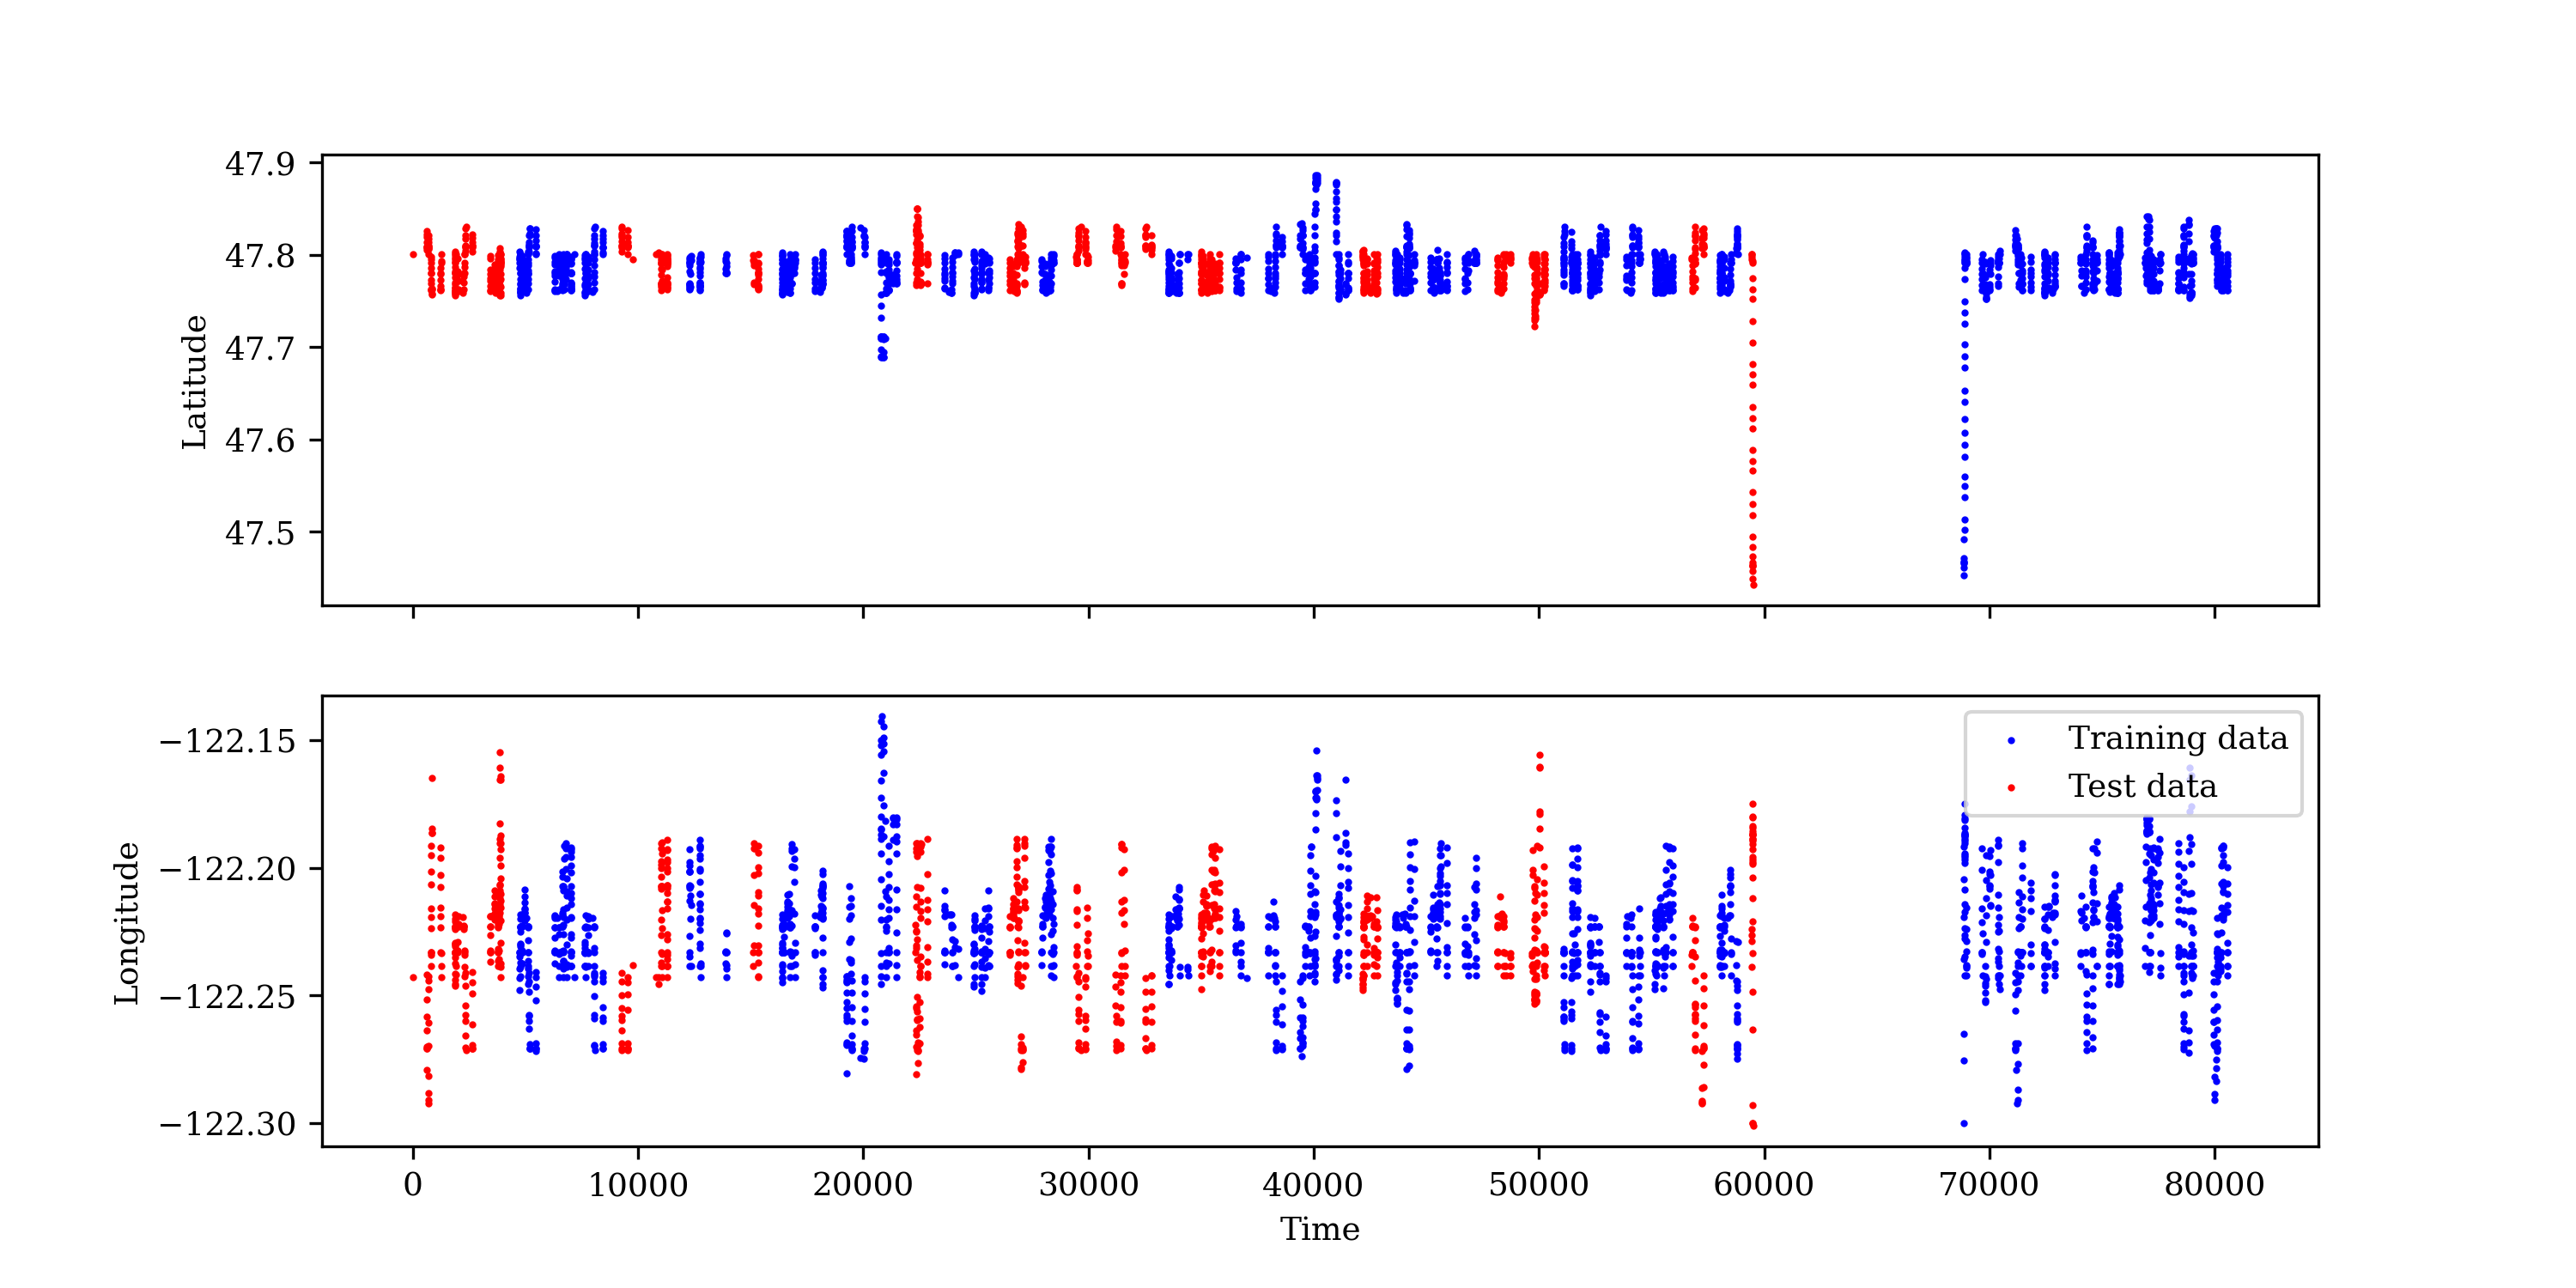 47.9
47.8
47.7
47.6
47.5
Latitude
−122.15
−122.20
−122.25
−122.30
Longitude
Training data
Test data
0 10000 20000 30000 40000 50000 60000 70000 80000
Time